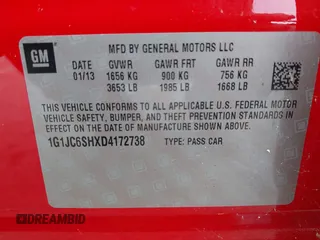 GM
MFD BY GENERAL MOTORS LLC
DATE GVWR GAWR FRT GAWR RR
01/13 1656 KG 900 KG 756 KG
3653 LB 1985 LB 1668 LB
THIS VEHICLE CONFORMS TO ALL APPLICABLE U.S. FEDERAL MOTOR
VEHICLE SAFETY, BUMPER, AND THEFT PREVENTION STANDARDS IN
EFFECT ON THE DATE OF MANUFACTURE SHOWN ABOVE.
1G1JC6SHXD4172738 TYPE: PASS CAR
DREAMBID